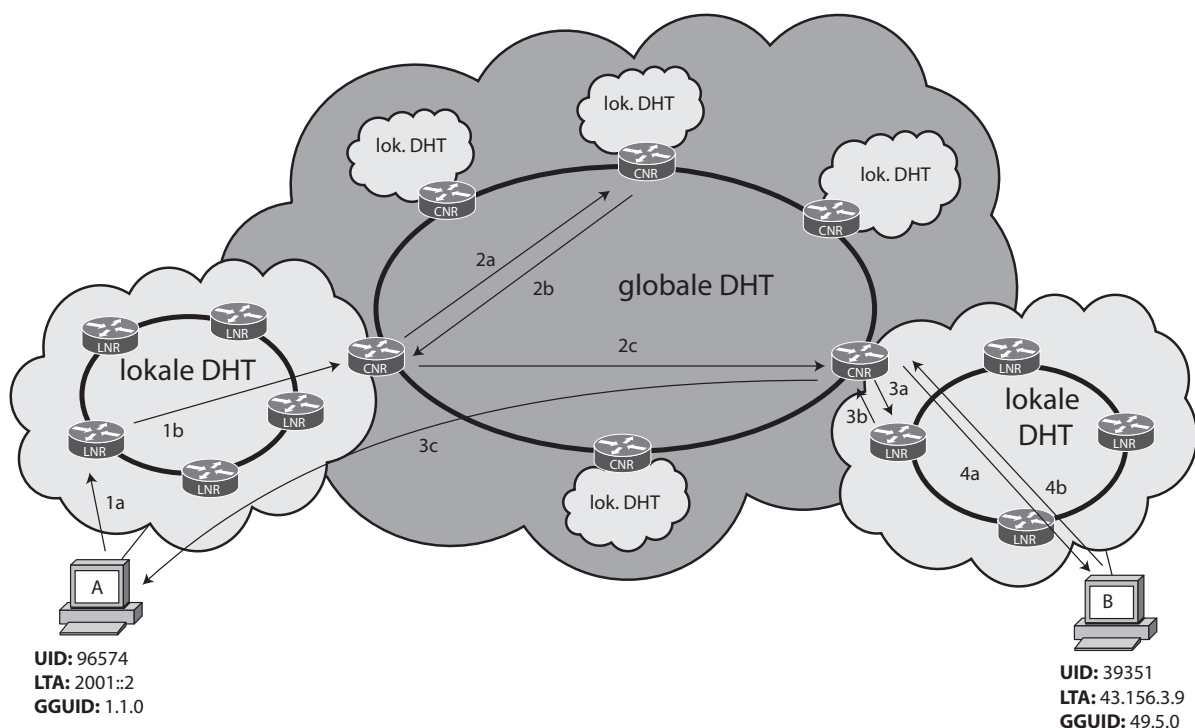 lok. DHT
CNR
lok. DHT
CNR
lok. DHT
CNR
2a
2b
globale DHT
LNR
LNR
lokale DHT
CNR
2c
CNR
LNR
lokale
DHT
3a
3b
LNR
1b
LNR
3c
LNR
LNR
LNR
CNR
lok. DHT
1a
4a
4b
LNR
A
B
UID: 96574
LTA: 2001::2
GGUID: 1.1.0
UID: 39351
LTA: 43.156.3.9
GGUID: 49.5.0